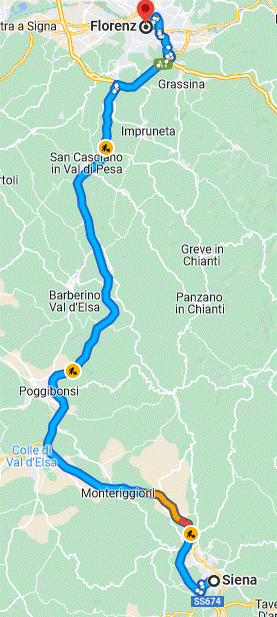 tra a Signa
Florenz
Grassina
Impruneta
San Casciano
in Val di Pesa
rtoli
Greve in
Chianti
Barberino
Val d'Elsa
Panzano
in Chianti
Poggibonsi
Colle di
Val d'Elsa
Monteriggioni
Siena
SS674
Tave
D'a